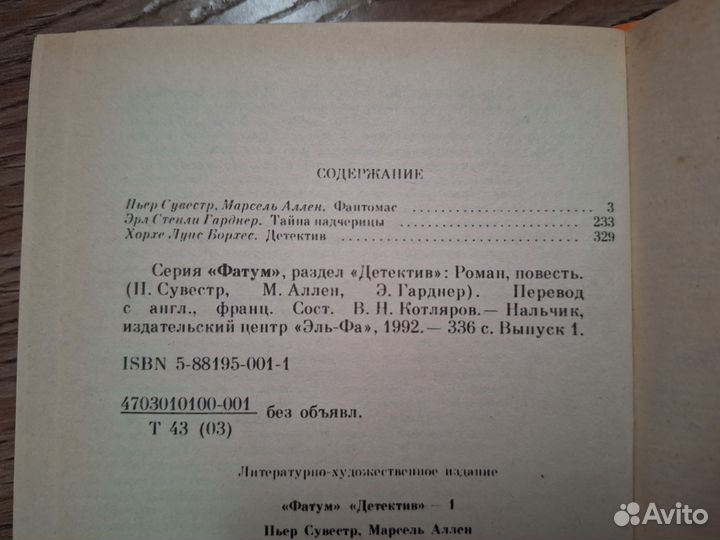 СОДЕРЖАНИЕ
Пьер Сувестр, Марсель Аллен. Фантомас ........ 3
Эрл Стенли Гарднер. Тайна падчерицы ........ 233
Хорхе Луис Борхес. Детектив ........ 329
Серия «Фатум», раздел «Детектив»: Роман, повесть.
(П. Сувестр, М. Аллен, Э. Гарднер). Перевод
с англ., франц. Сост. В. Н. Котляров.— Нальчик,
издательский центр «Эль-Фа», 1992.— 336 с. Выпуск 1.
ISBN 5-88195-001-1
4703010100-001 без объявл.
Т 43 (03)
Литературно-художественное издание
«Фатум» «Детектив» — 1
Пьер Сувестр, Марсель Аллен
Avito